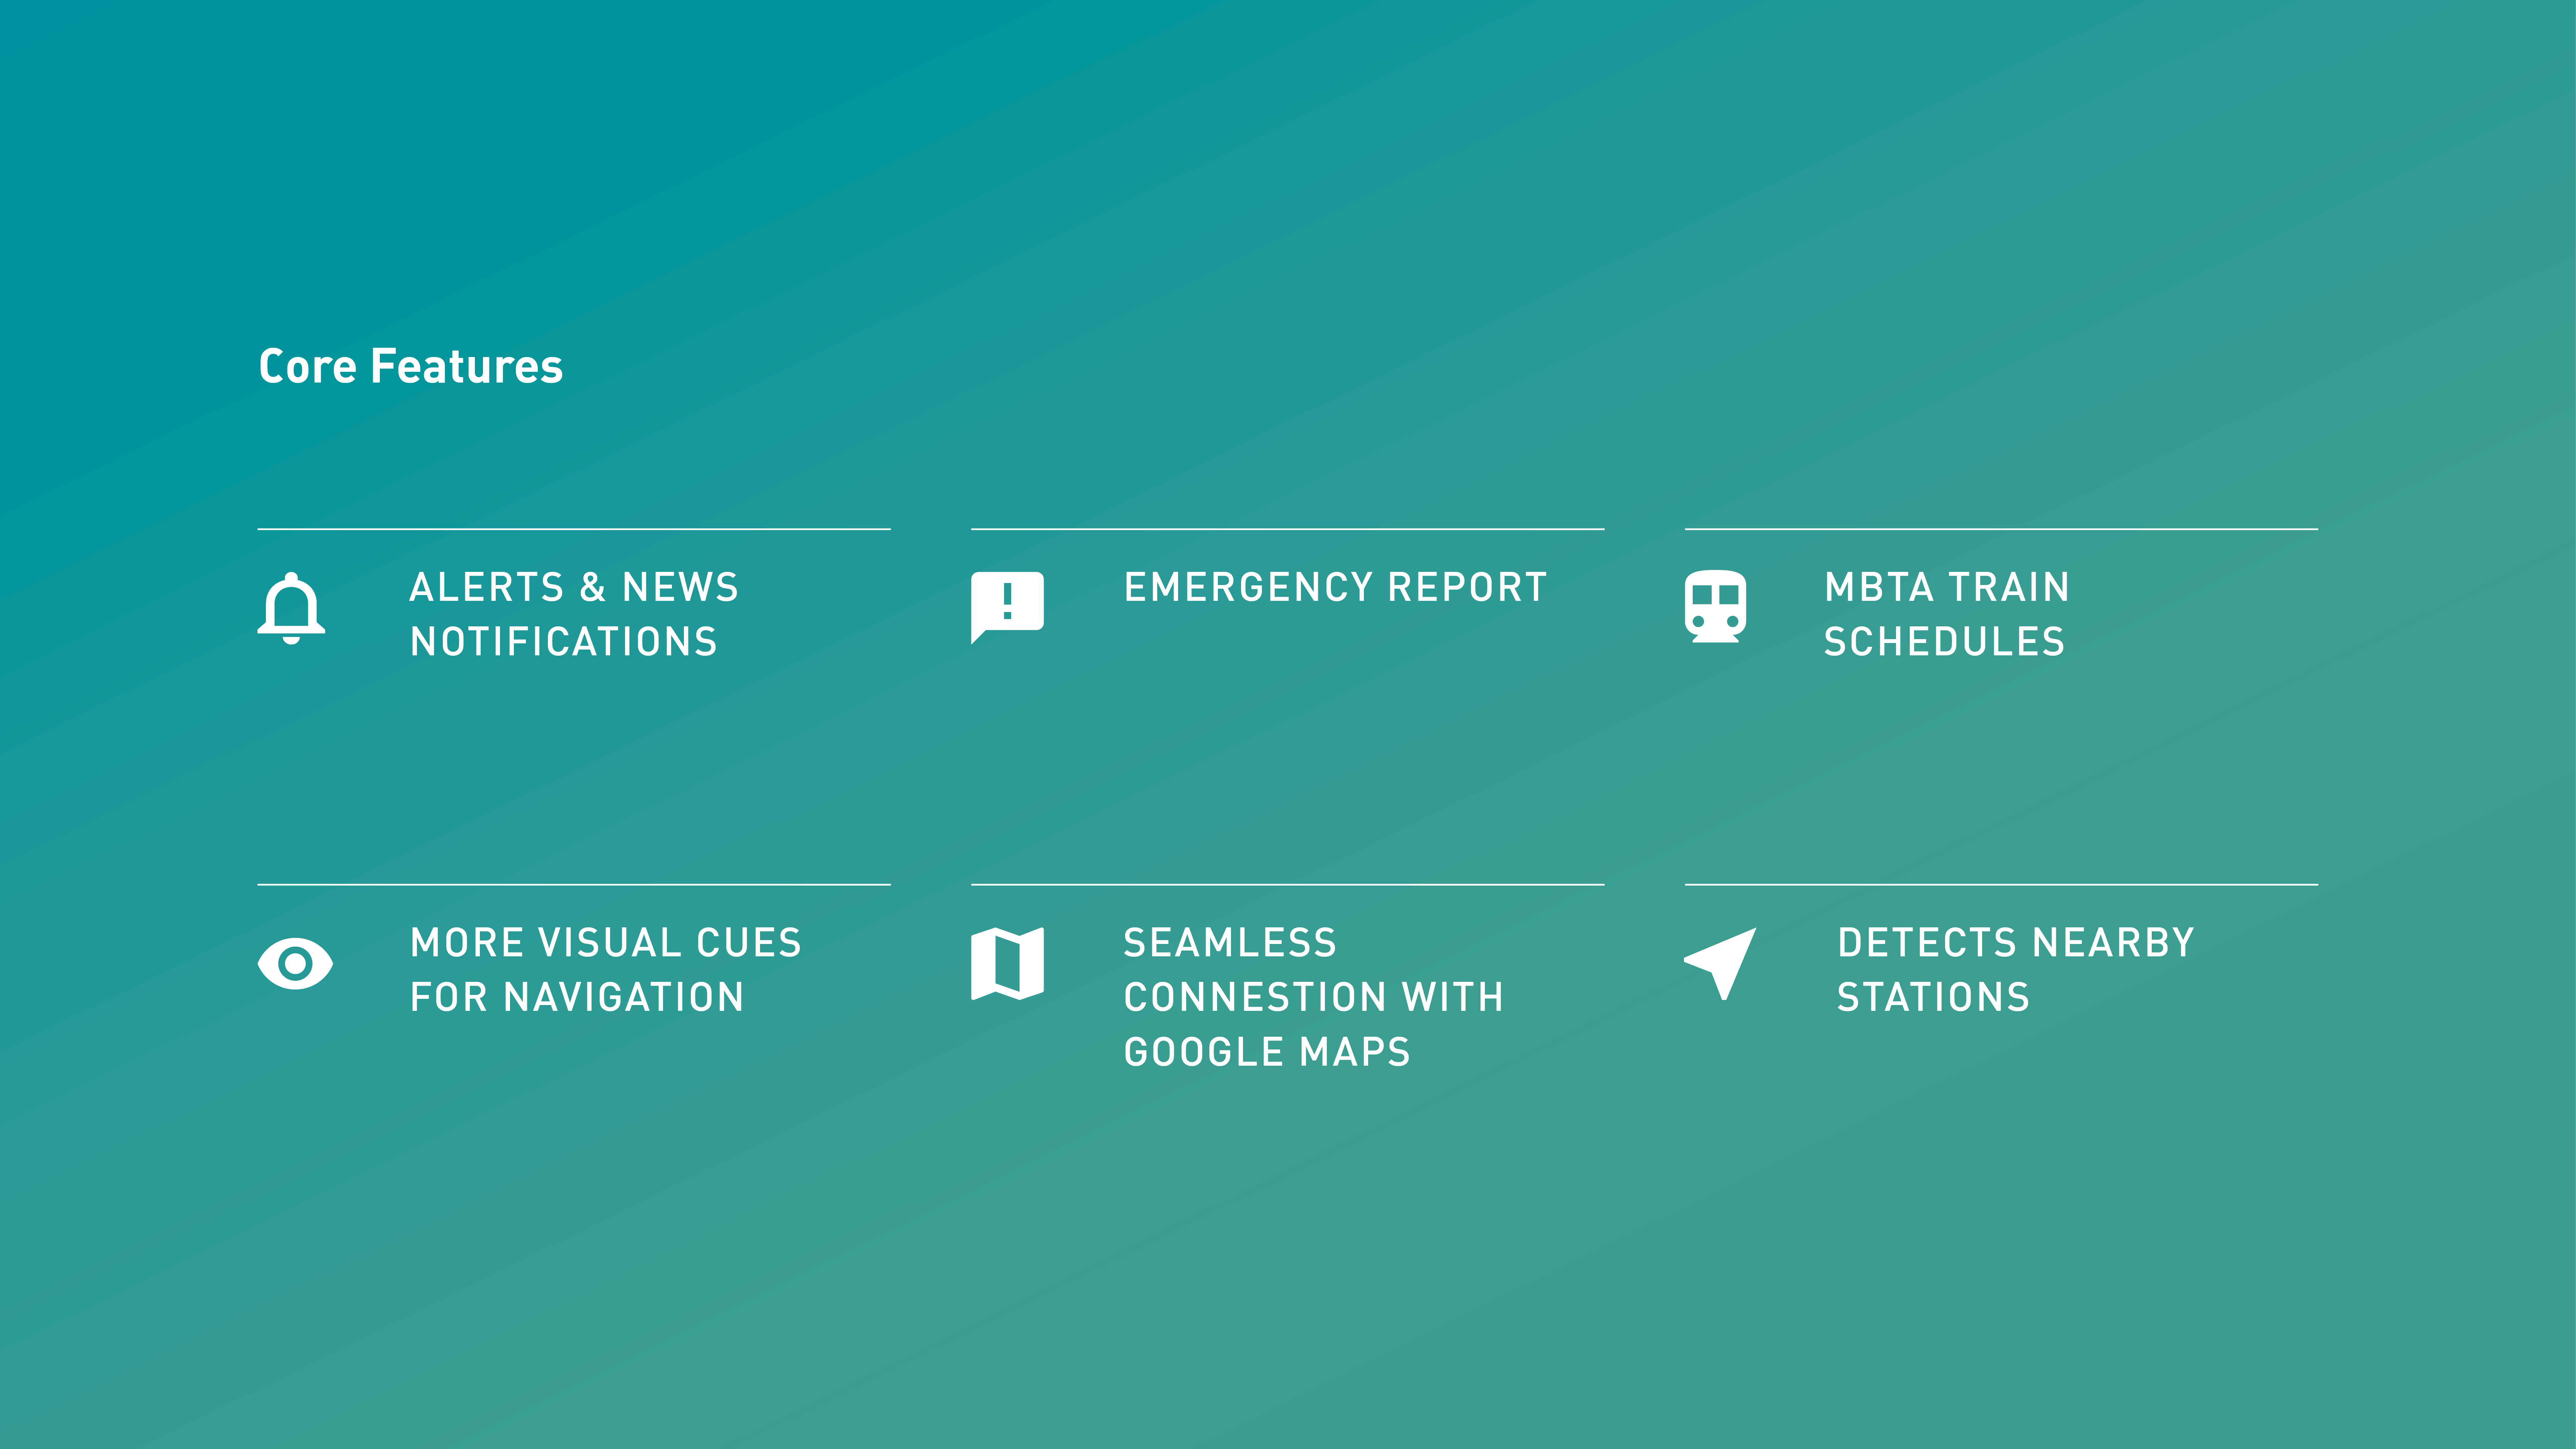 Core Features
ALERTS & NEWS
NOTIFICATIONS
EMERGENCY REPORT
MBTA TRAIN
SCHEDULES
MORE VISUAL CUES
FOR NAVIGATION
SEAMLESS
CONNESTION WITH
GOOGLE MAPS
DETECTS NEARBY
STATIONS